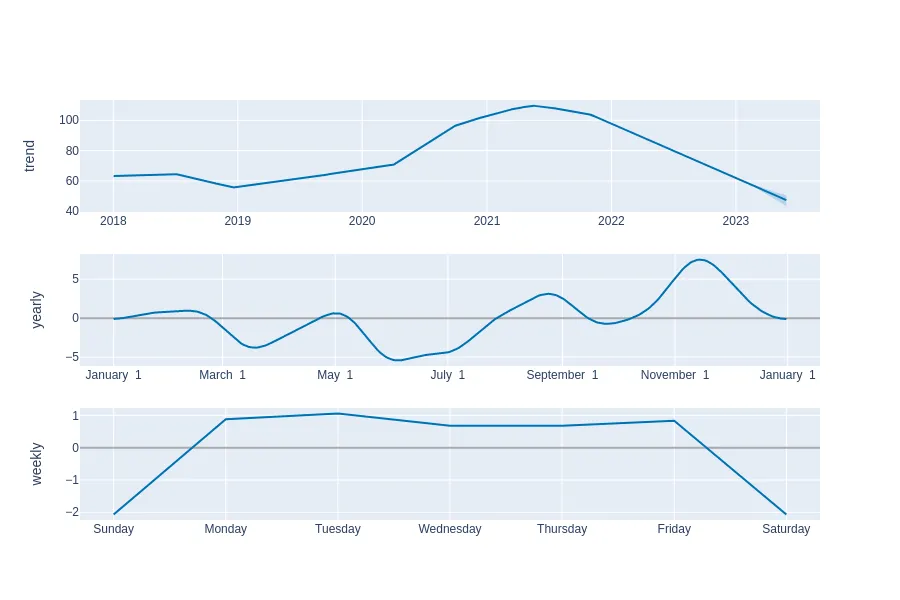 trend
100
80
60
40
2018 2019 2020 2021 2022 2023
yearly
5
0
−5
January 1 March 1 May 1 July 1 September 1 November 1 January 1
weekly
1
0
−1
−2
Sunday Monday Tuesday Wednesday Thursday Friday Saturday